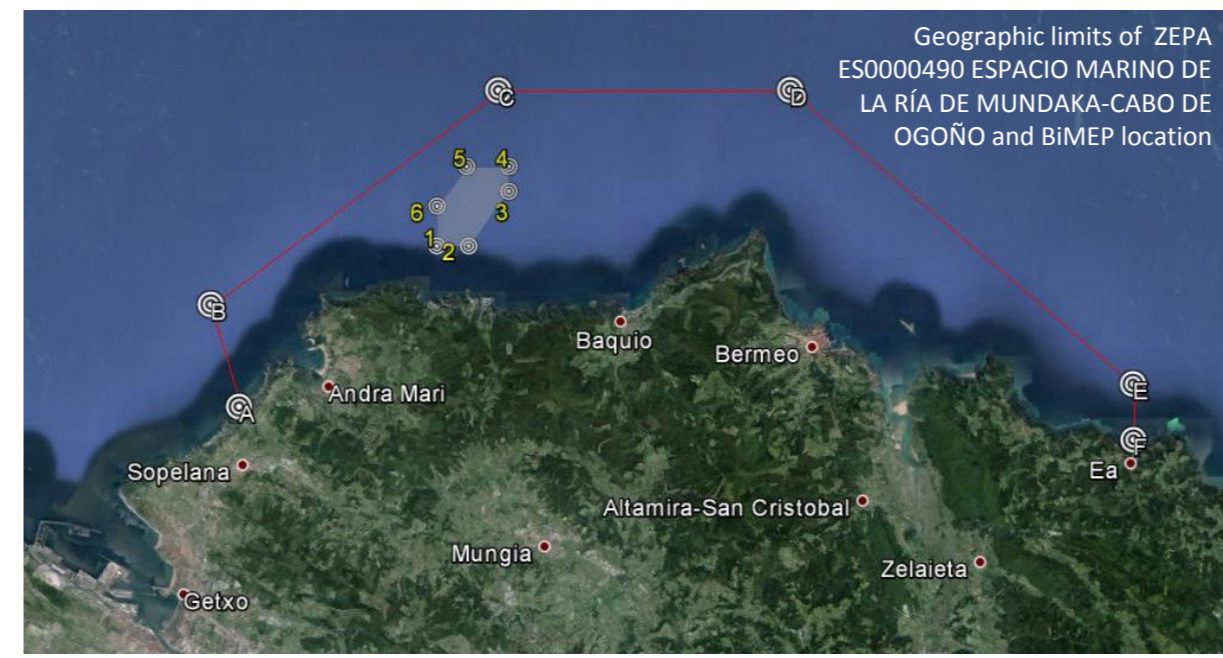 Geographic limits of ZEPA
ES0000490 ESPACIO MARINO DE
LA RÍA DE MUNDAKA-CABO DE
OGOÑO and BiMEP location
C
D
5
4
6
3
1
2
B
Baquio
Bermeo
Andra Mari
E
A
F
Sopelana
Ea
Altamira-San Cristobal
Mungia
Zelaieta
Getxo